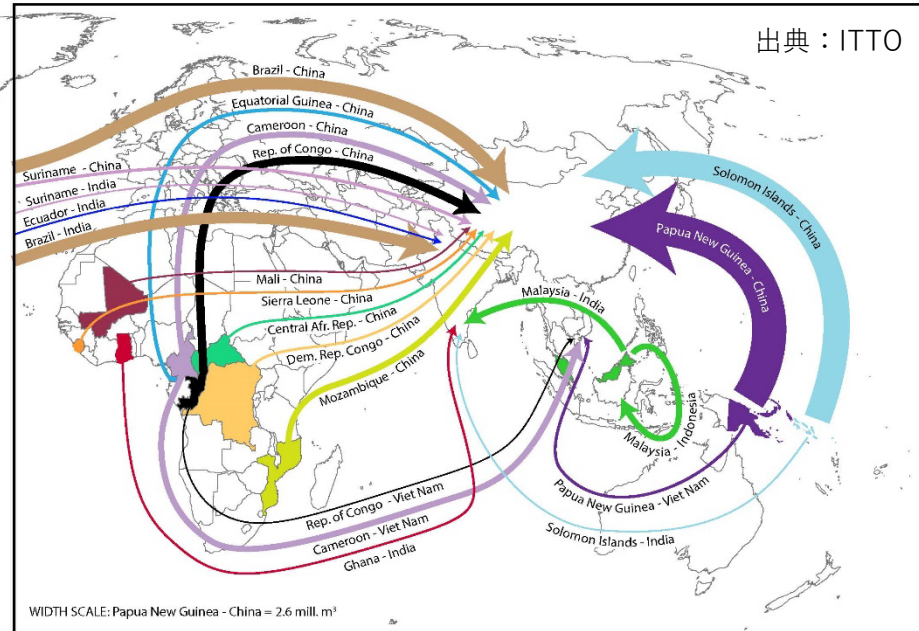 出典：ITTO
Brazil - China
Equatorial Guinea - China
Cameroon - China
Rep. of Congo - China
Suriname - China
Suriname - India
Ecuador - India
Brazil - India
Solomon Islands - China
Papua New Guinea - China
Mali - China
Sierra Leone - China
Central Afr. Rep. - China
Dem. Rep. Congo - China
Mozambique - China
Malaysia - India
Malaysia - Indonesia
Rep. of Congo - Viet Nam
Cameroon - Viet Nam
Ghana - India
Papua New Guinea - Viet Nam
Solomon Islands - India
WIDTH SCALE: Papua New Guinea - China = 2.6 mill. m³